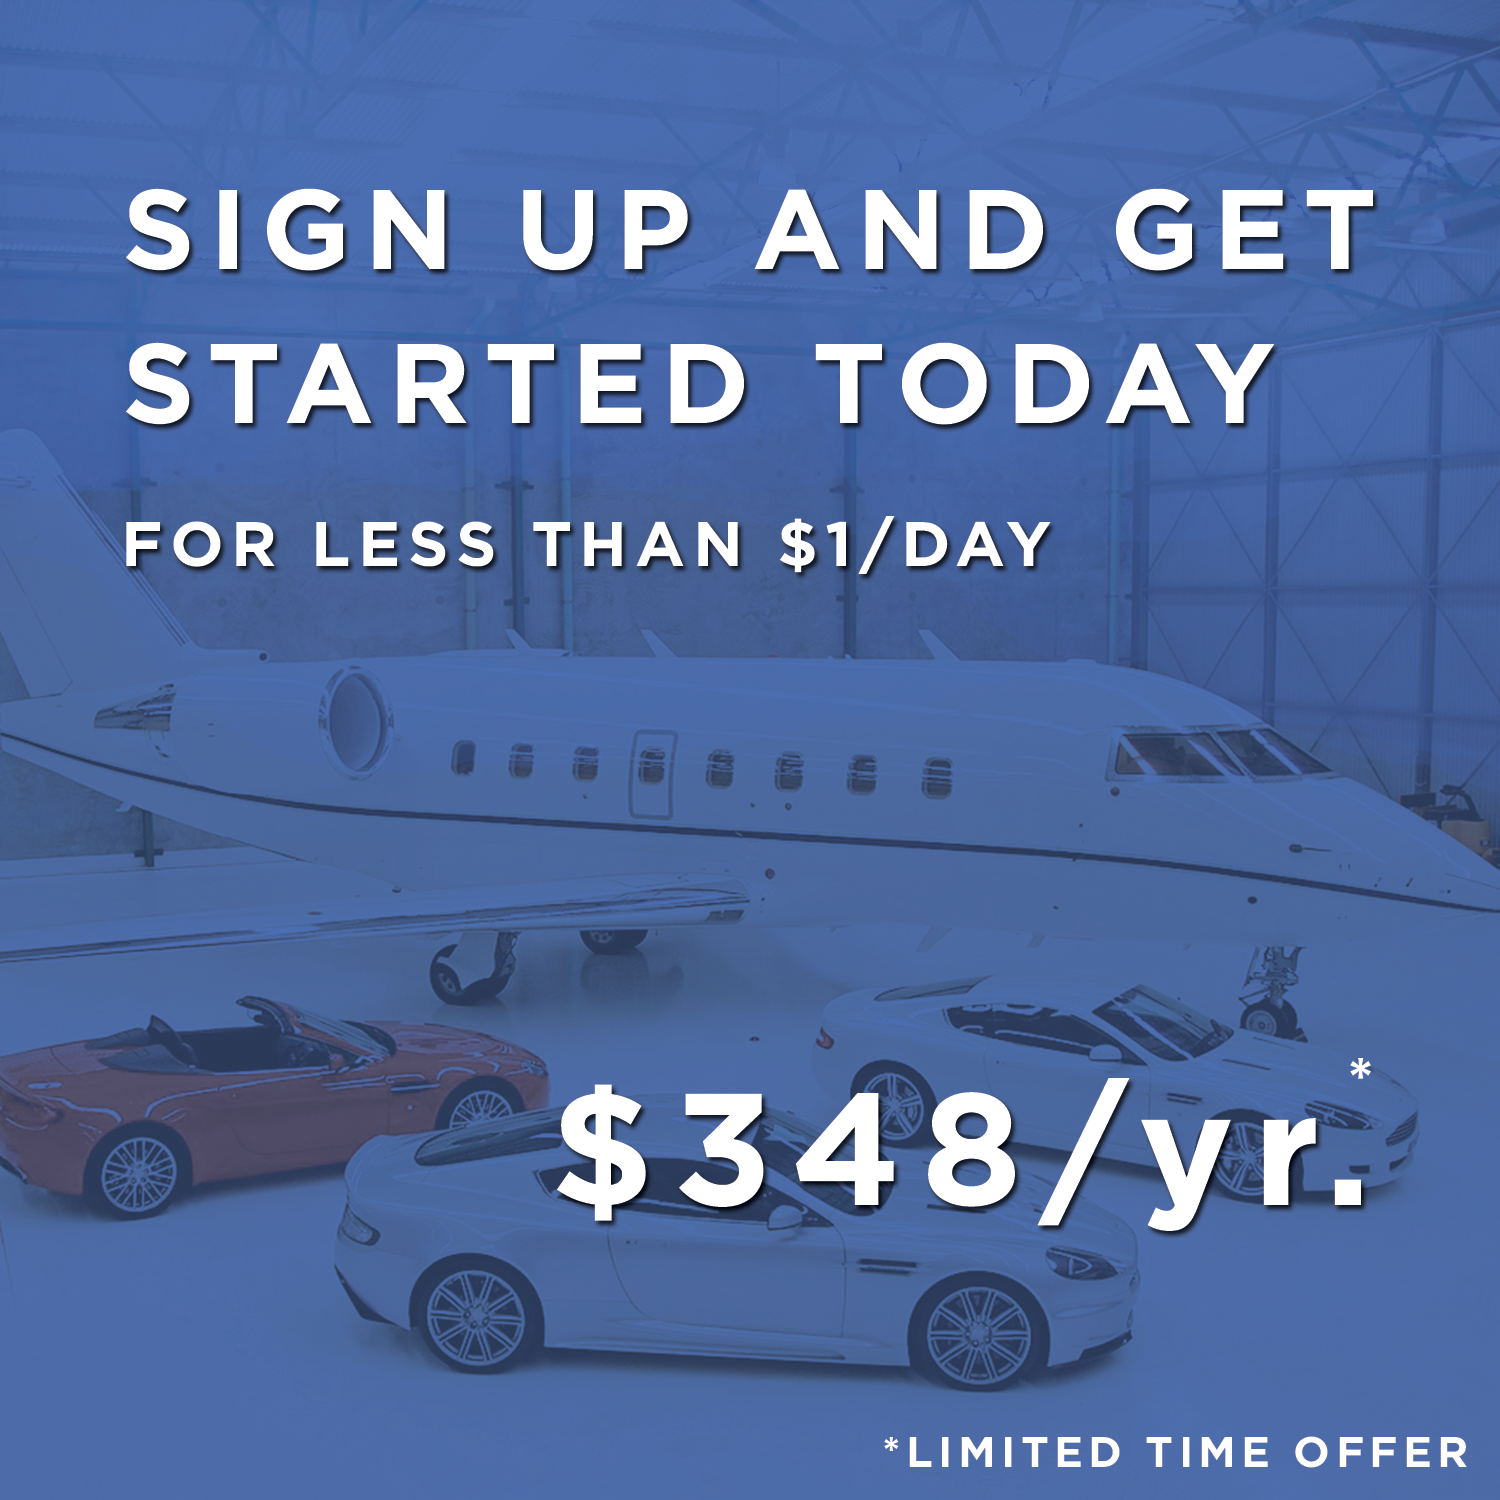 SIGN UP AND GET
STARTED TODAY
FOR LESS THAN $1/DAY
$348/yr.*
*LIMITED TIME OFFER